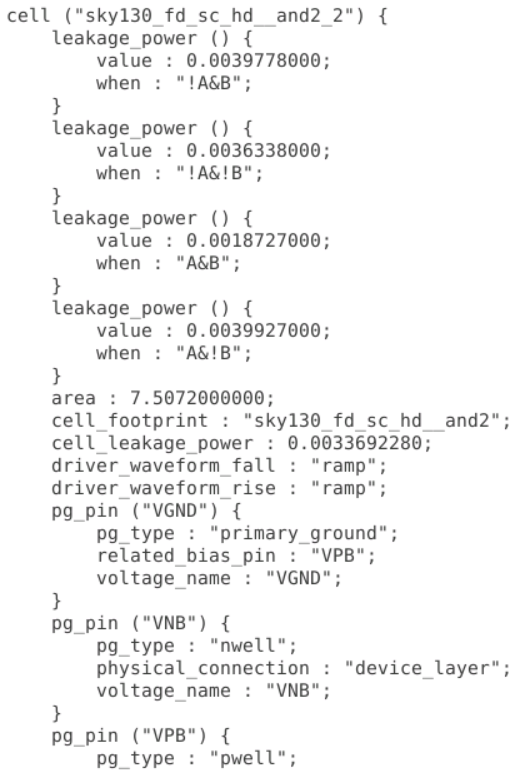 cell ("sky130_fd_sc_hd__and2_2") {
    leakage_power () {
        value : 0.0039778000;
        when : "!A&B";
    }
    leakage_power () {
        value : 0.0036338000;
        when : "!A&!B";
    }
    leakage_power () {
        value : 0.0018727000;
        when : "A&B";
    }
    leakage_power () {
        value : 0.0039927000;
        when : "A&!B";
    }
    area : 7.5072000000;
    cell_footprint : "sky130_fd_sc_hd__and2";
    cell_leakage_power : 0.0033692280;
    driver_waveform_fall : "ramp";
    driver_waveform_rise : "ramp";
    pg_pin ("VGND") {
        pg_type : "primary_ground";
        related_bias_pin : "VPB";
        voltage_name : "VGND";
    }
    pg_pin ("VNB") {
        pg_type : "nwell";
        physical_connection : "device_layer";
        voltage_name : "VNB";
    }
    pg_pin ("VPB") {
        pg_type : "pwell";